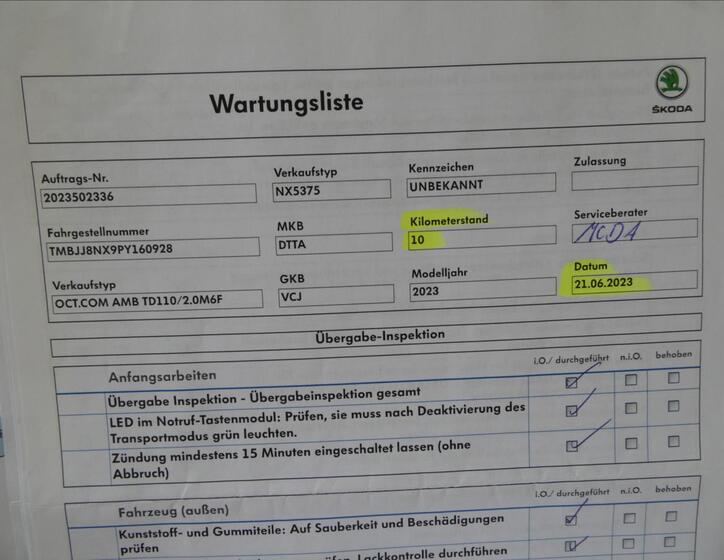 Wartungsliste
ŠKODA
Auftrags-Nr.
2023502336
Verkaufstyp
NX5375
Kennzeichen
UNBEKANNT
Zulassung
Fahrgestellnummer
TMBJJ8NX9PY160928
MKB
DTTA
Kilometerstand
10
Serviceberater
MCDA
Verkaufstyp
OCT.COM AMB TD110/2.0M6F
GKB
VCJ
Modelljahr
2023
Datum
21.06.2023
Übergabe-Inspektion
Anfangsarbeiten
i.O./ durchgeführt n.i.O. behoben
Übergabe Inspektion - Übergabeinspektion gesamt
LED im Notruf-Tastenmodul: Prüfen, sie muss nach Deaktivierung des
Transportmodus grün leuchten.
Zündung mindestens 15 Minuten eingeschaltet lassen (ohne
Abbruch)
Fahrzeug (außen)
i.O./ durchgeführt n.i.O. behoben
Kunststoff- und Gummiteile: Auf Sauberkeit und Beschädigungen
prüfen
Lackkontrolle durchführen